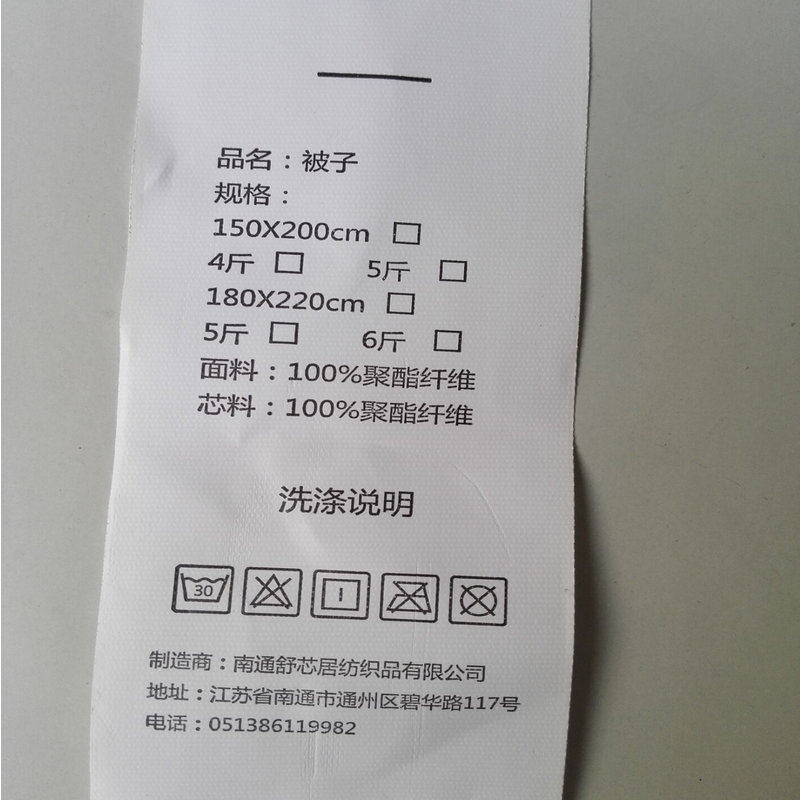 品名：被子
规格：
150X200cm □
4斤 □ 5斤 □
180X220cm □
5斤 □ 6斤 □
面料：100%聚酯纤维
芯料：100%聚酯纤维
洗涤说明
30
制造商：南通舒芯居纺织品有限公司
地址：江苏省南通市通州区碧华路117号
电话：051386119982